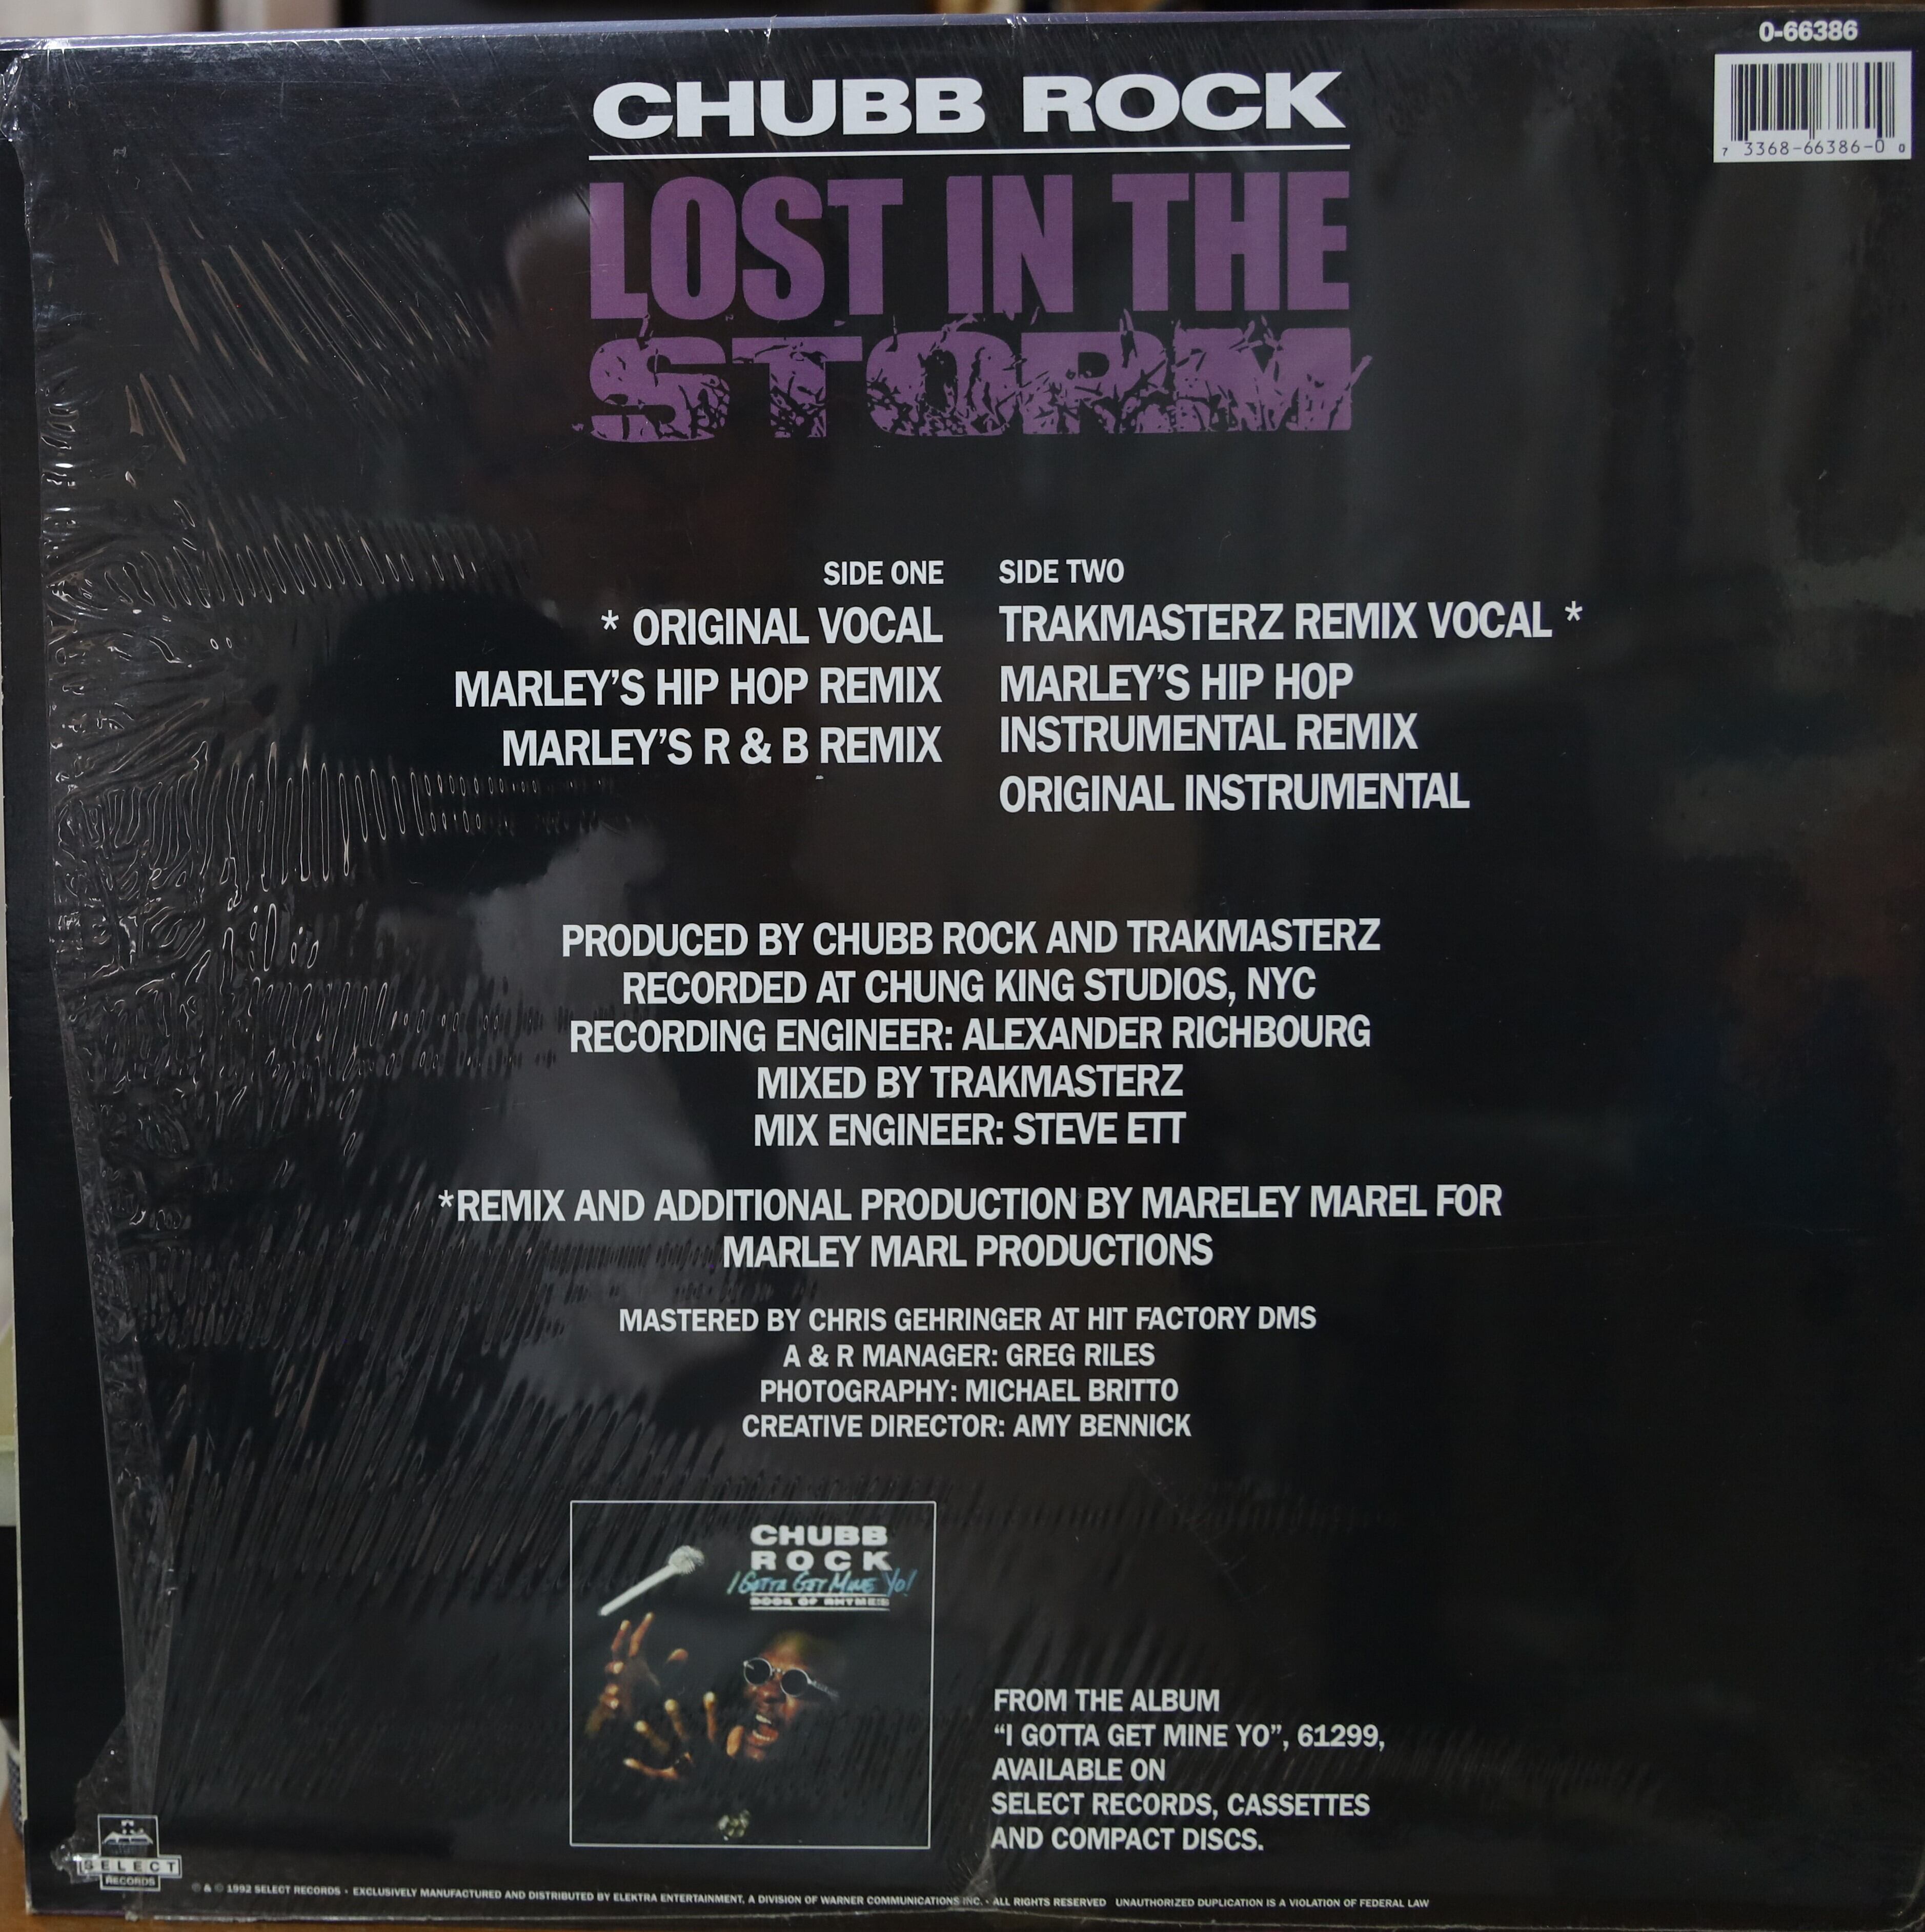 0-66386
7 3368-66386-0 0
CHUBB ROCK
LOST IN THE
STORM
SIDE ONE
* ORIGINAL VOCAL
MARLEY'S HIP HOP REMIX
MARLEY'S R & B REMIX
SIDE TWO
TRAKMASTERZ REMIX VOCAL *
MARLEY'S HIP HOP
INSTRUMENTAL REMIX
ORIGINAL INSTRUMENTAL
PRODUCED BY CHUBB ROCK AND TRAKMASTERZ
RECORDED AT CHUNG KING STUDIOS, NYC
RECORDING ENGINEER: ALEXANDER RICHBOURG
MIXED BY TRAKMASTERZ
MIX ENGINEER: STEVE ETT
*REMIX AND ADDITIONAL PRODUCTION BY MARELEY MAREL FOR
MARLEY MARL PRODUCTIONS
MASTERED BY CHRIS GEHRINGER AT HIT FACTORY DMS
A & R MANAGER: GREG RILES
PHOTOGRAPHY: MICHAEL BRITTO
CREATIVE DIRECTOR: AMY BENNICK
CHUBB
ROCK
I GOTTA GET MINE YO!
BOOK OF RHYMES
FROM THE ALBUM
"I GOTTA GET MINE YO", 61299,
AVAILABLE ON
SELECT RECORDS, CASSETTES
AND COMPACT DISCS.
SELECT
RECORDS
℗ & © 1992 SELECT RECORDS · EXCLUSIVELY MANUFACTURED AND DISTRIBUTED BY ELEKTRA ENTERTAINMENT, A DIVISION OF WARNER COMMUNICATIONS INC. · ALL RIGHTS RESERVED UNAUTHORIZED DUPLICATION IS A VIOLATION OF FEDERAL LAW